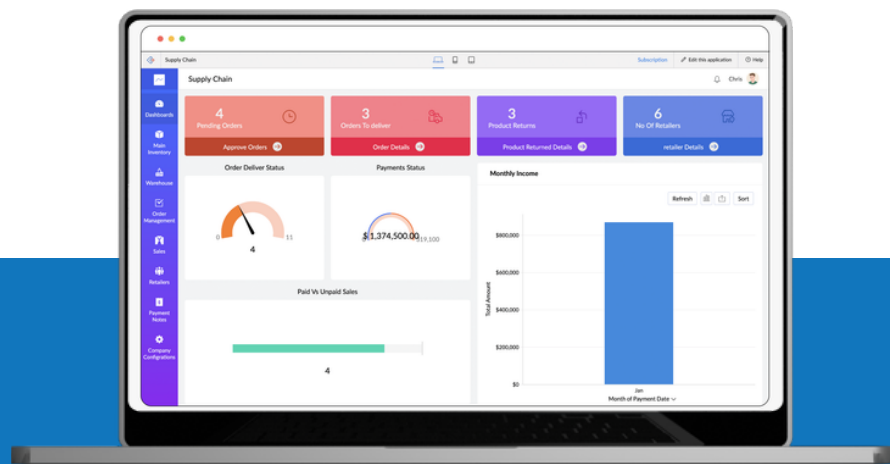 Supply Chain
Subscription
Edit this application
Help
Supply Chain
Chris
Dashboards
Main
Inventory
Warehouse
Order
Management
Sales
Retailers
Payment
Notes
Company
Configrations
4
Pending Orders
Approve Orders
3
Orders To deliver
Order Details
3
Product Returns
Product Returned Details
6
No Of Retailers
retailer Details
Order Deliver Status
0
11
4
Payments Status
$ 1,374,500.00
Monthly Income
Refresh
Sort
Total Amount
$800,000
$600,000
$400,000
$200,000
$0
Jan
Month of Payment Date
Paid Vs Unpaid Sales
4